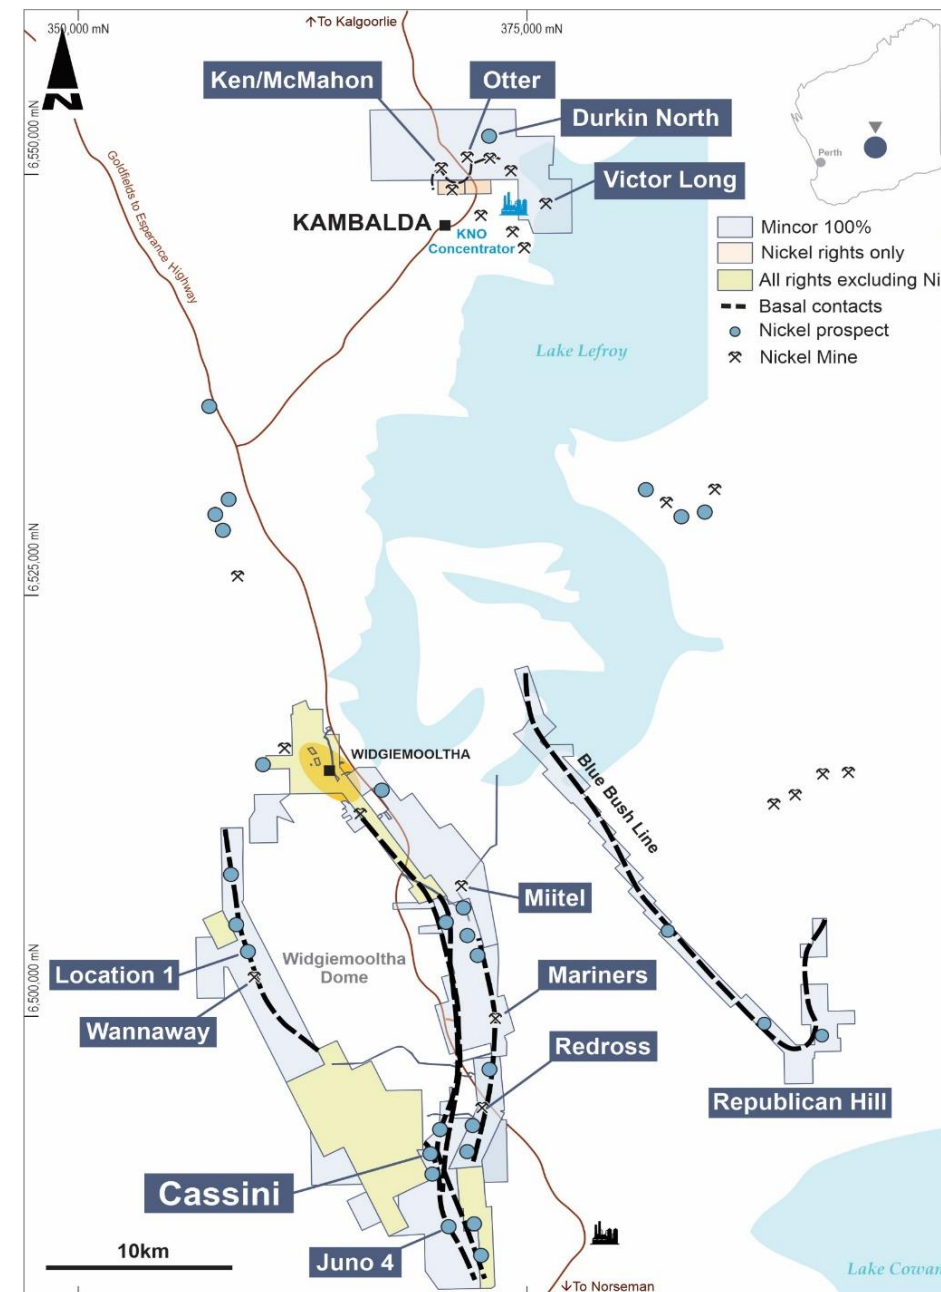 350,000 mN
↑To Kalgoorlie
375,000 mN
N
Ken/McMahon
Otter
Durkin North
6,550,000 mN
Perth
Goldfields to Esperance Highway
Victor Long
KAMBALDA
KNO
Concentrator
Mincor 100%
Nickel rights only
All rights excluding Ni
Basal contacts
Nickel prospect
Nickel Mine
Lake Lefroy
6,525,000 mN
WIDGIEMOOLTHA
Blue Bush Line
Miitel
Location 1
Widgiemooltha
Dome
Mariners
6,500,000 mN
Wannaway
Redross
Republican Hill
Cassini
10km
Juno 4
Lake Cowan
↓To Norseman